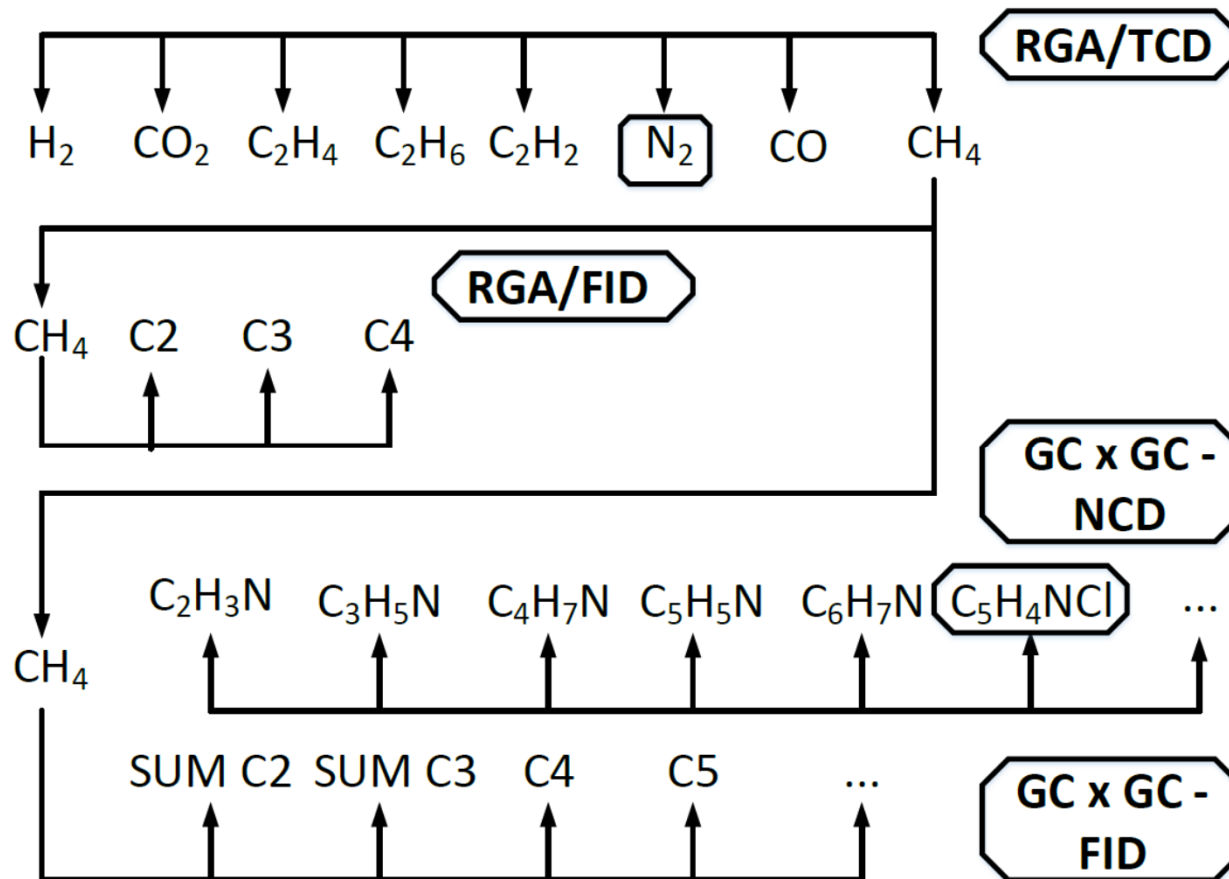 RGA/TCD
H₂ CO₂ C₂H₄ C₂H₆ C₂H₂ N₂ CO CH₄
RGA/FID
CH₄ C2 C3 C4
GC x GC -
NCD
C₂H₃N C₃H₅N C₄H₇N C₅H₅N C₆H₇N C₅H₄NCl ...
CH₄
SUM C2 SUM C3 C4 C5 ...
GC x GC -
FID